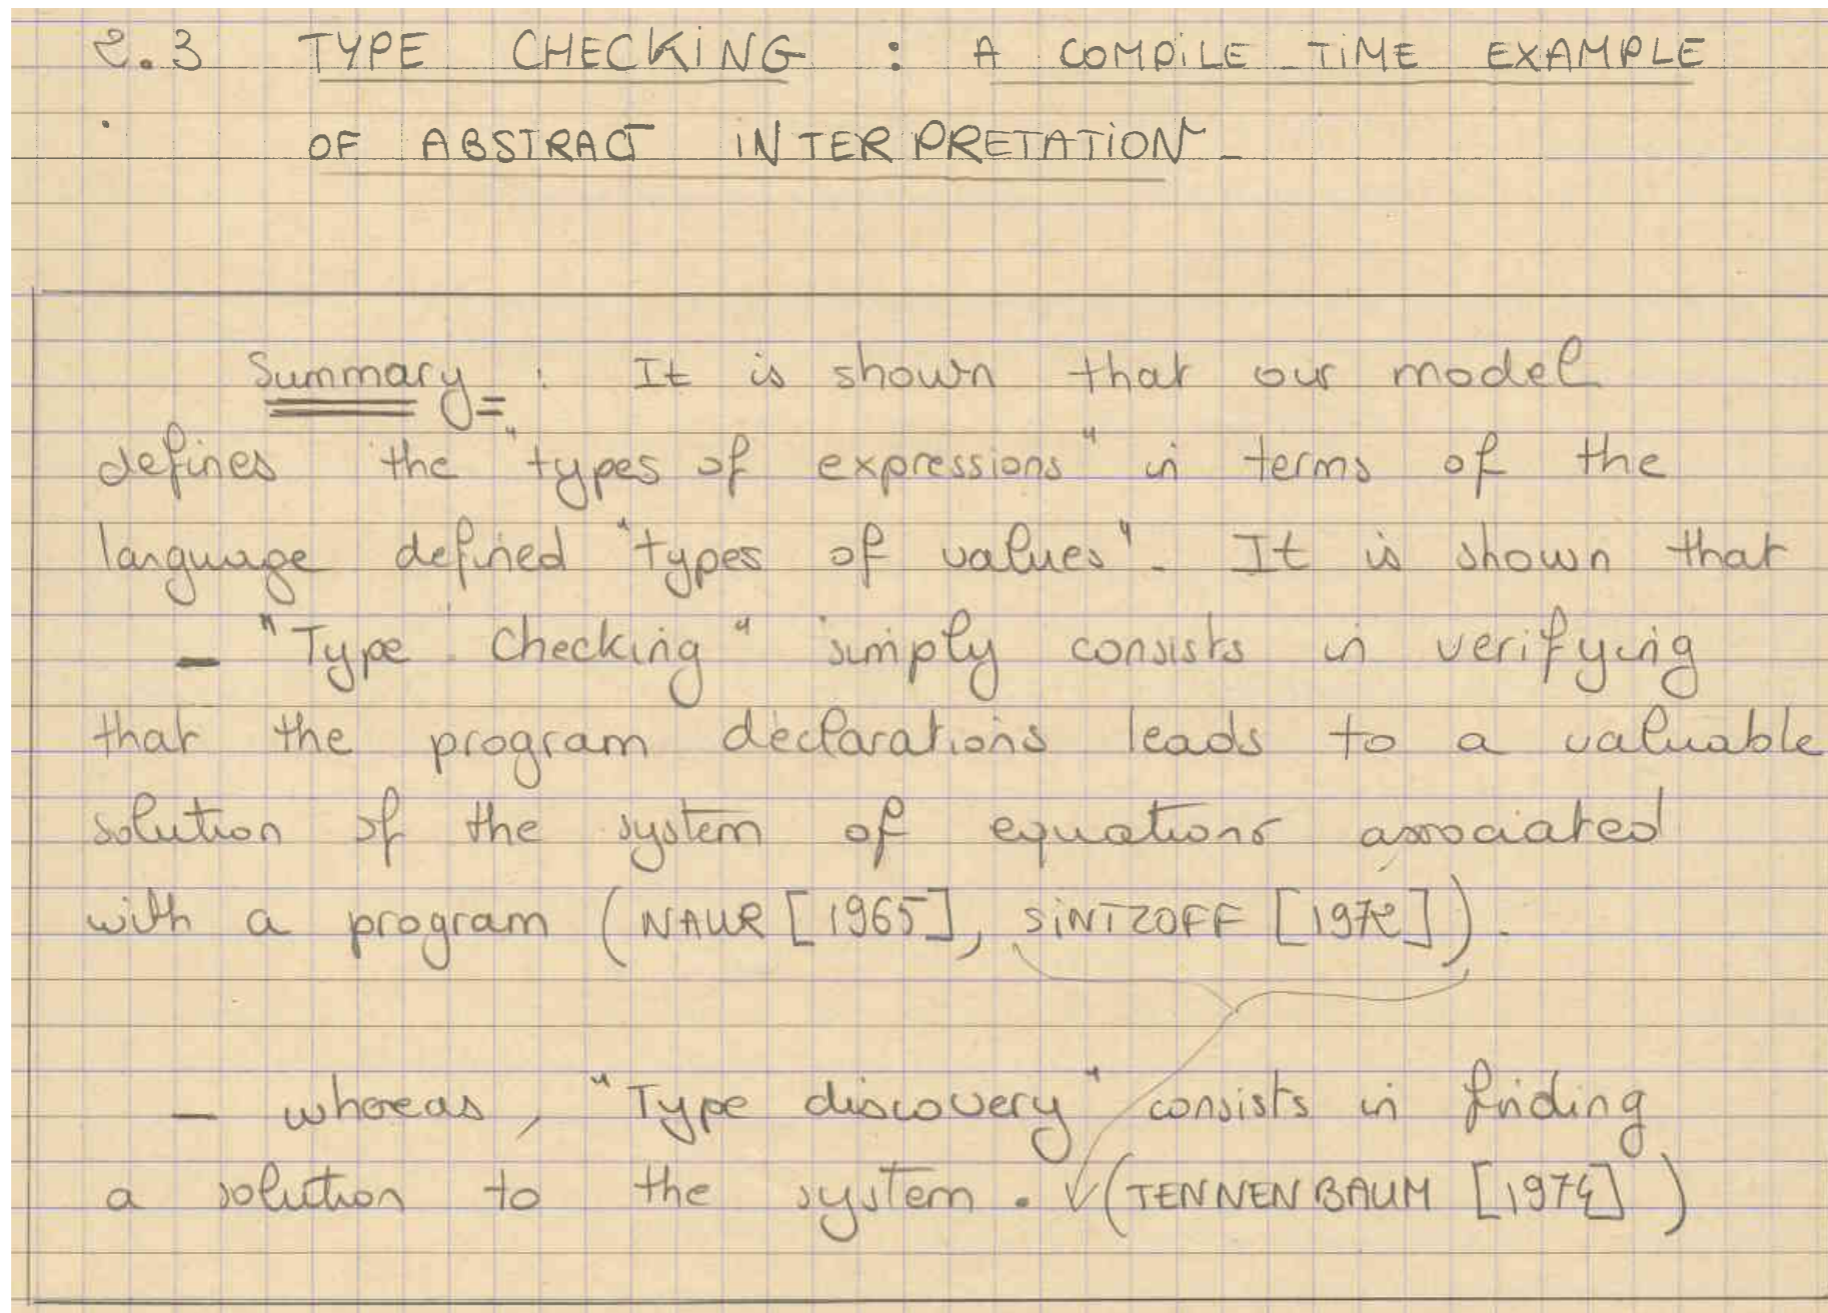 2.3 TYPE CHECKING : A COMPILE TIME EXAMPLE
OF ABSTRACT INTERPRETATION -
Summary : It is shown that our model
defines the "types of expressions" in terms of the
language defined "types of values". It is shown that
- "Type checking" simply consists in verifying
that the program declarations leads to a valuable
solution of the system of equations associated
with a program (NAUR [1965], SINTZOFF [1972]).
- whereas, "Type discovery" consists in finding
a solution to the system. (TENNENBAUM [1974])